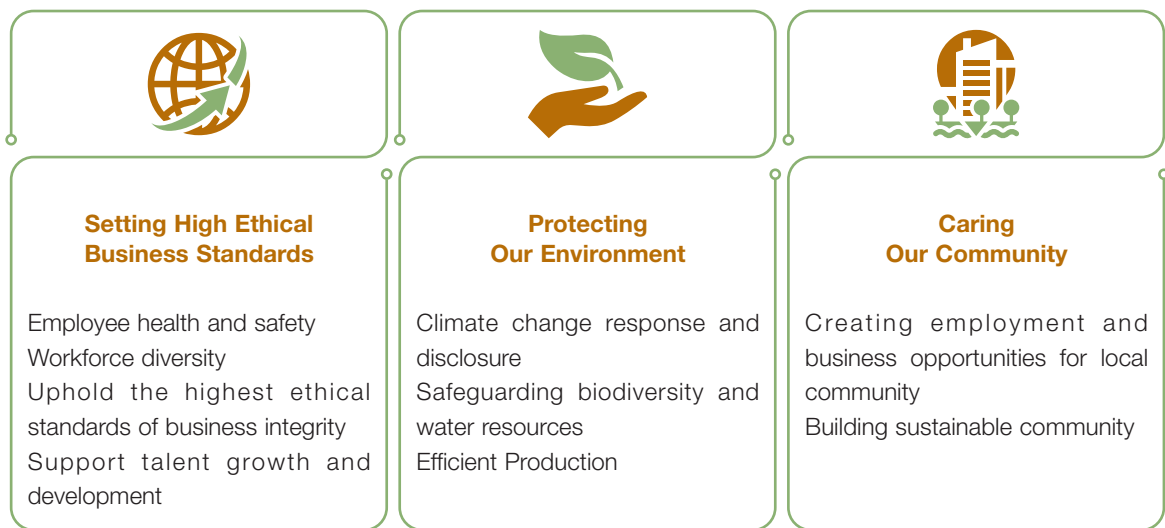 Setting High Ethical
Business Standards
Employee health and safety
Workforce diversity
Uphold the highest ethical
standards of business integrity
Support talent growth and
development
Protecting
Our Environment
Climate change response and
disclosure
Safeguarding biodiversity and
water resources
Efficient Production
Caring
Our Community
Creating employment and
business opportunities for local
community
Building sustainable community